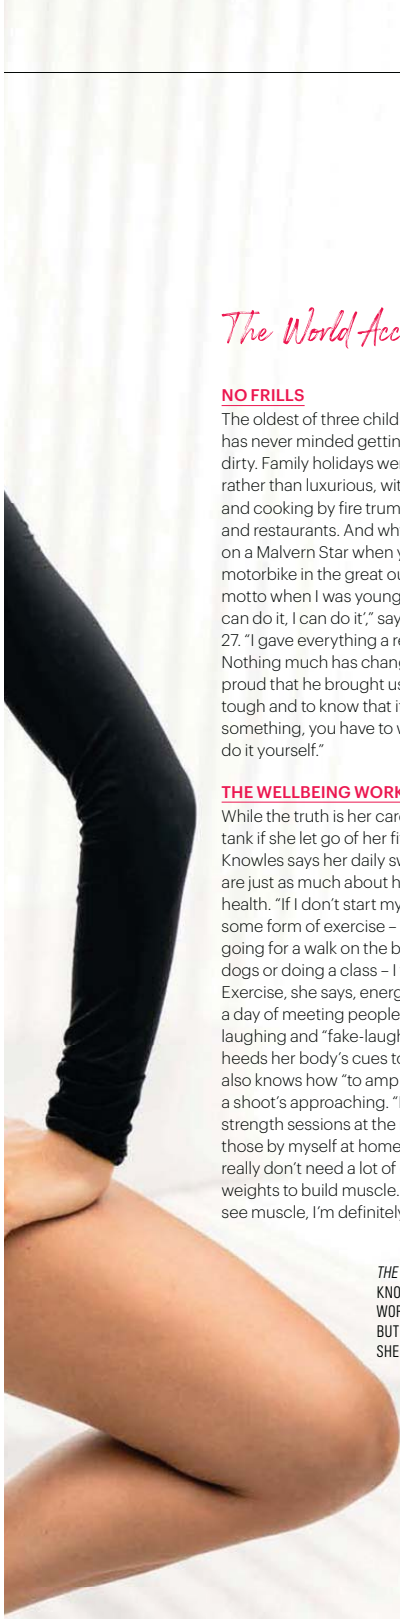 The World Acc
NO FRILLS
The oldest of three child
has never minded gettin
dirty. Family holidays we
rather than luxurious, wit
and cooking by fire trum
and restaurants. And wh
on a Malvern Star when y
motorbike in the great ou
motto when I was young
can do it, I can do it’,” say
27. “I gave everything a re
Nothing much has chang
proud that he brought us
tough and to know that i
something, you have to w
do it yourself.”
THE WELLBEING WORK
While the truth is her care
tank if she let go of her fi
Knowles says her daily sw
are just as much about h
health. “If I don’t start my
some form of exercise –
going for a walk on the b
dogs or doing a class – I
Exercise, she says, energ
a day of meeting people
laughing and “fake-laugh
heeds her body’s cues to
also knows how “to amp
a shoot’s approaching. “I
strength sessions at the
those by myself at home
really don’t need a lot of
weights to build muscle.
see muscle, I’m definitely
THE
KNO
WOR
BUT
SHE